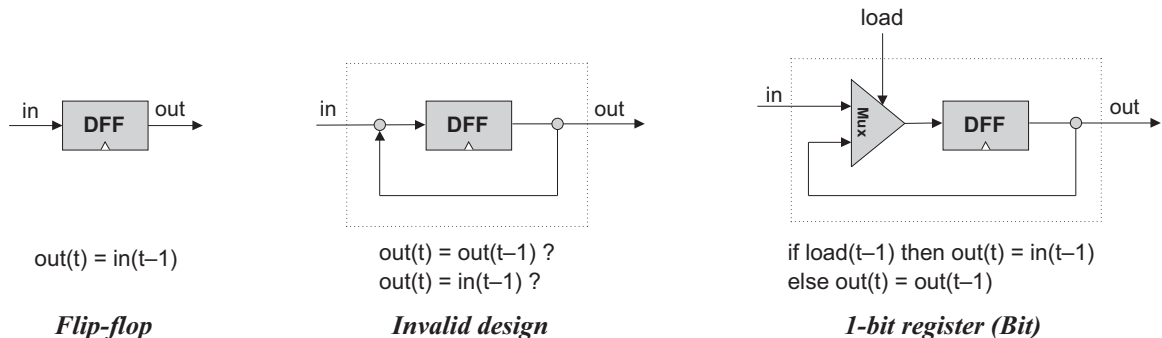 in
DFF
out
out(t) = in(t–1)
Flip-flop
in
DFF
out
out(t) = out(t–1) ?
out(t) = in(t–1) ?
Invalid design
load
in
Mux
DFF
out
if load(t–1) then out(t) = in(t–1)
else out(t) = out(t–1)
1-bit register (Bit)